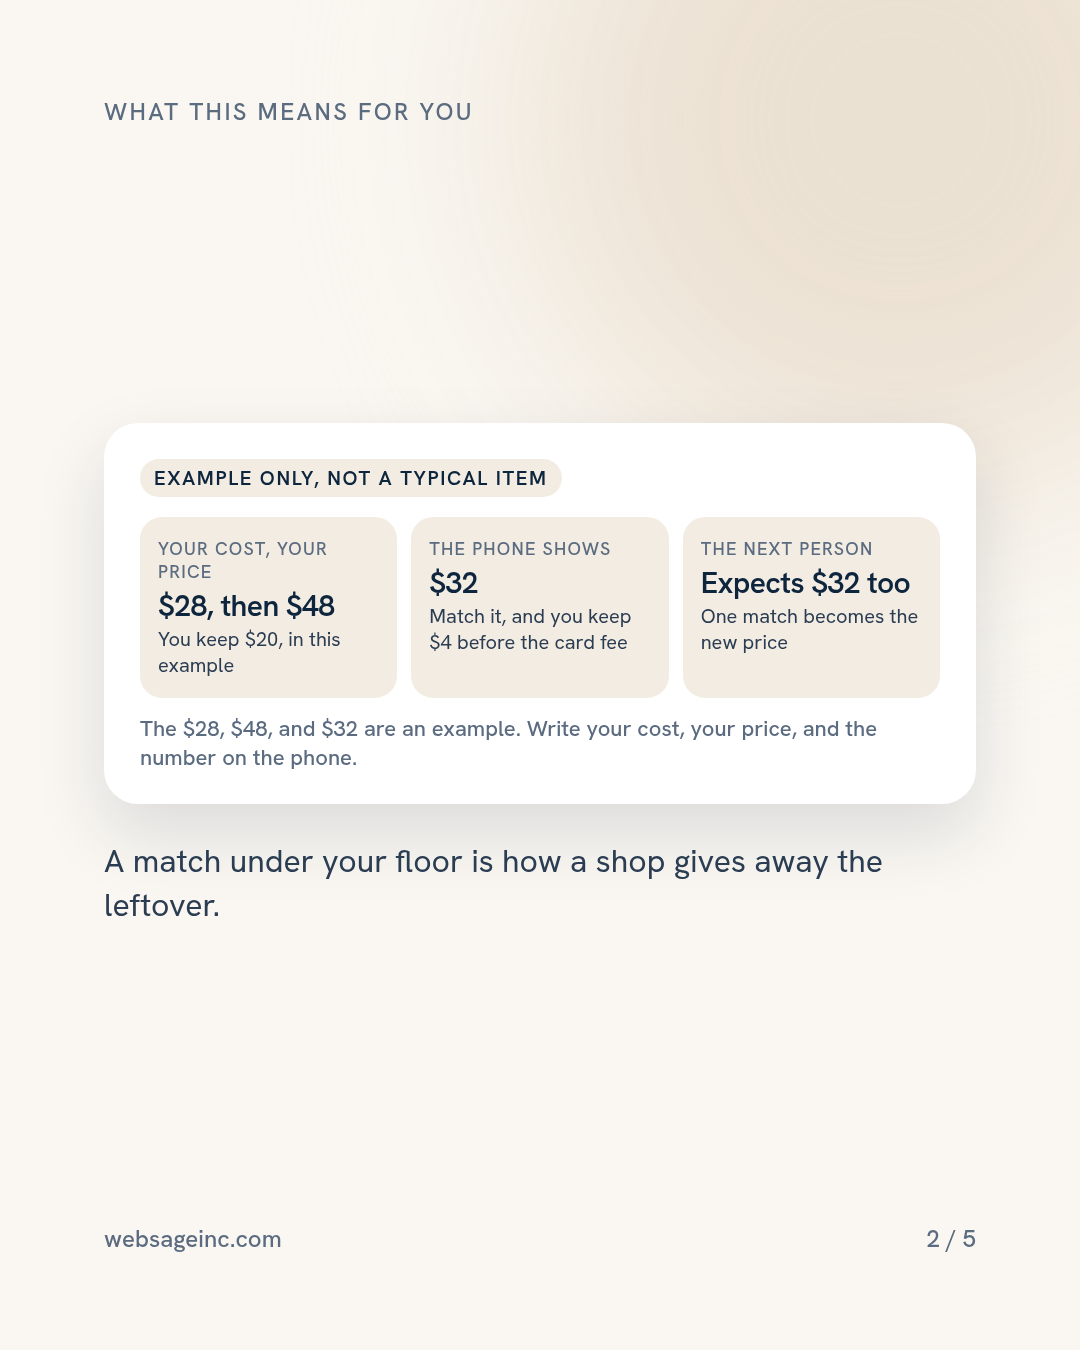 WHAT THIS MEANS FOR YOU
EXAMPLE ONLY, NOT A TYPICAL ITEM
YOUR COST, YOUR
PRICE
$28, then $48
You keep $20, in this
example
THE PHONE SHOWS
$32
Match it, and you keep
$4 before the card fee
THE NEXT PERSON
Expects $32 too
One match becomes the
new price
The $28, $48, and $32 are an example. Write your cost, your price, and the
number on the phone.
A match under your floor is how a shop gives away the
leftover.
websageinc.com
2 / 5